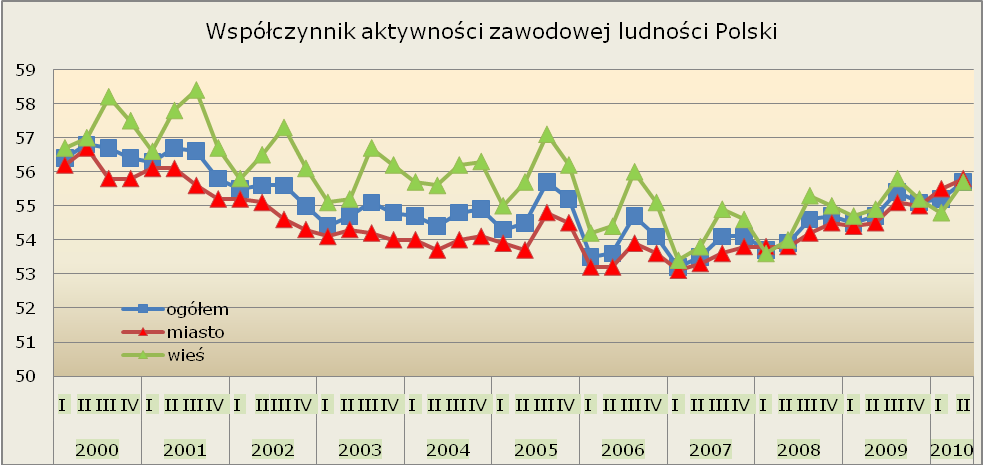 Współczynnik aktywności zawodowej ludności Polski
59
58
57
56
55
54
53
52
51
50
ogółem
miasto
wieś
I II III IV I II III IV I II III IV I II III IV I II III IV I II III IV I II III IV I II III IV I II III IV I II III IV I II
2000 2001 2002 2003 2004 2005 2006 2007 2008 2009 2010